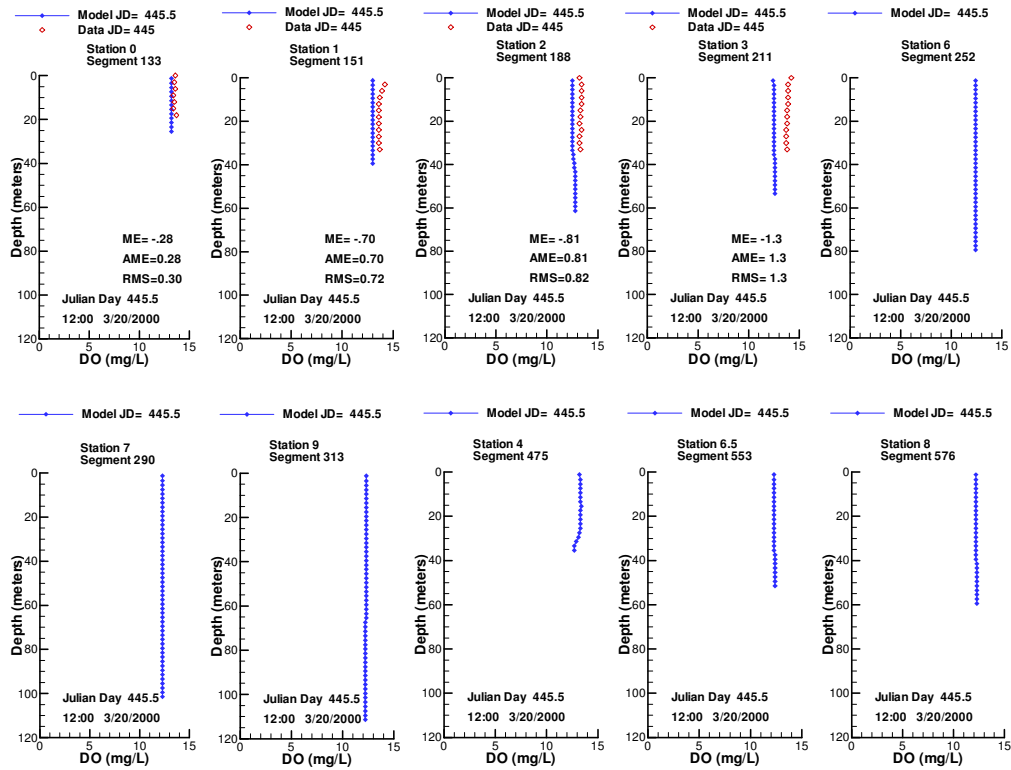 Model JD= 445.5
Data JD= 445
Station 0
Segment 133
0
20
40
60
80
100
120
Depth (meters)
ME= -.28
AME=0.28
RMS=0.30
Julian Day 445.5
12:00 3/20/2000
0 5 10 15
DO (mg/L)
Model JD= 445.5
Data JD= 445
Station 1
Segment 151
0
20
40
60
80
100
120
Depth (meters)
ME= -.70
AME=0.70
RMS=0.72
Julian Day 445.5
12:00 3/20/2000
0 5 10 15
DO (mg/L)
Model JD= 445.5
Data JD= 445
Station 2
Segment 188
0
20
40
60
80
100
120
Depth (meters)
ME= -.81
AME=0.81
RMS=0.82
Julian Day 445.5
12:00 3/20/2000
0 5 10 15
DO (mg/L)
Model JD= 445.5
Data JD= 445
Station 3
Segment 211
0
20
40
60
80
100
120
Depth (meters)
ME= -1.3
AME= 1.3
RMS= 1.3
Julian Day 445.5
12:00 3/20/2000
0 5 10 15
DO (mg/L)
Model JD= 445.5
Station 6
Segment 252
0
20
40
60
80
100
120
Depth (meters)
Julian Day 445.5
12:00 3/20/2000
0 5 10 15
DO (mg/L)
Model JD= 445.5
Station 7
Segment 290
0
20
40
60
80
100
120
Depth (meters)
Julian Day 445.5
12:00 3/20/2000
0 5 10 15
DO (mg/L)
Model JD= 445.5
Station 9
Segment 313
0
20
40
60
80
100
120
Depth (meters)
Julian Day 445.5
12:00 3/20/2000
0 5 10 15
DO (mg/L)
Model JD= 445.5
Station 4
Segment 475
0
20
40
60
80
100
120
Depth (meters)
Julian Day 445.5
12:00 3/20/2000
0 5 10 15
DO (mg/L)
Model JD= 445.5
Station 6.5
Segment 553
0
20
40
60
80
100
120
Depth (meters)
Julian Day 445.5
12:00 3/20/2000
0 5 10 15
DO (mg/L)
Model JD= 445.5
Station 8
Segment 576
0
20
40
60
80
100
120
Depth (meters)
Julian Day 445.5
12:00 3/20/2000
0 5 10 15
DO (mg/L)